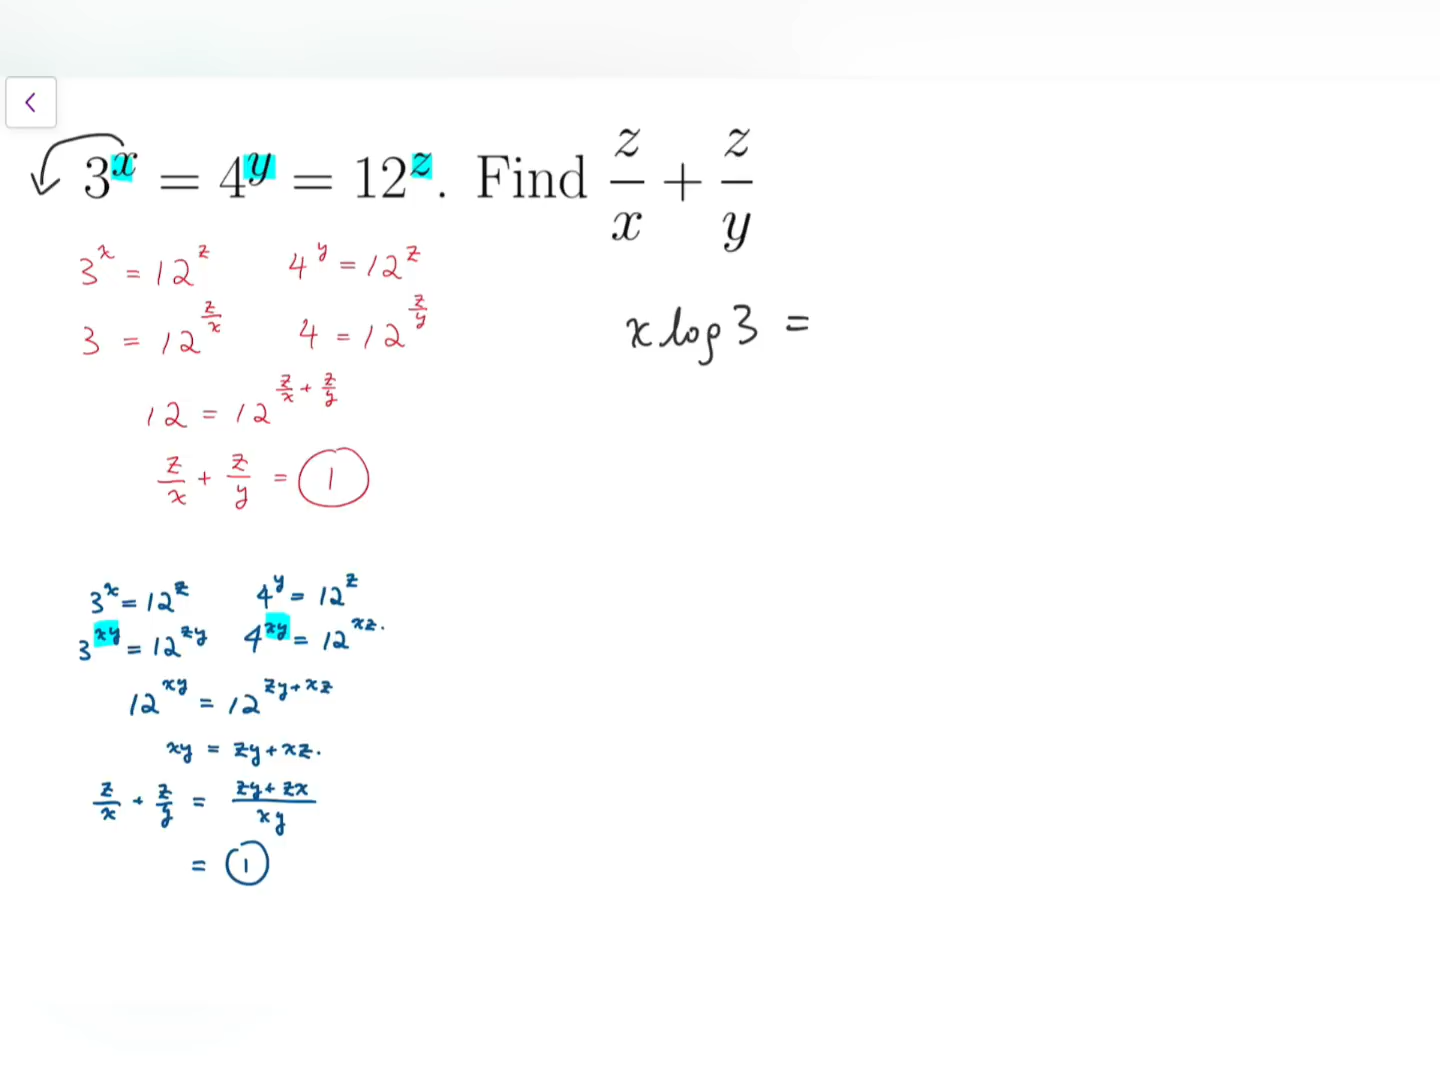 3^x = 4^y = 12^z. Find z/x + z/y
3^x = 12^z    4^y = 12^z
3 = 12^(z/x)    4 = 12^(z/y)
12 = 12^(z/x + z/y)
z/x + z/y = 1
x log 3 =
3^x = 12^z    4^y = 12^z
3^(xy) = 12^(zy)    4^(xy) = 12^(xz).
12^(xy) = 12^(zy+xz)
xy = zy + xz.
z/x + z/y = (zy + zx)/(xy)
= 1